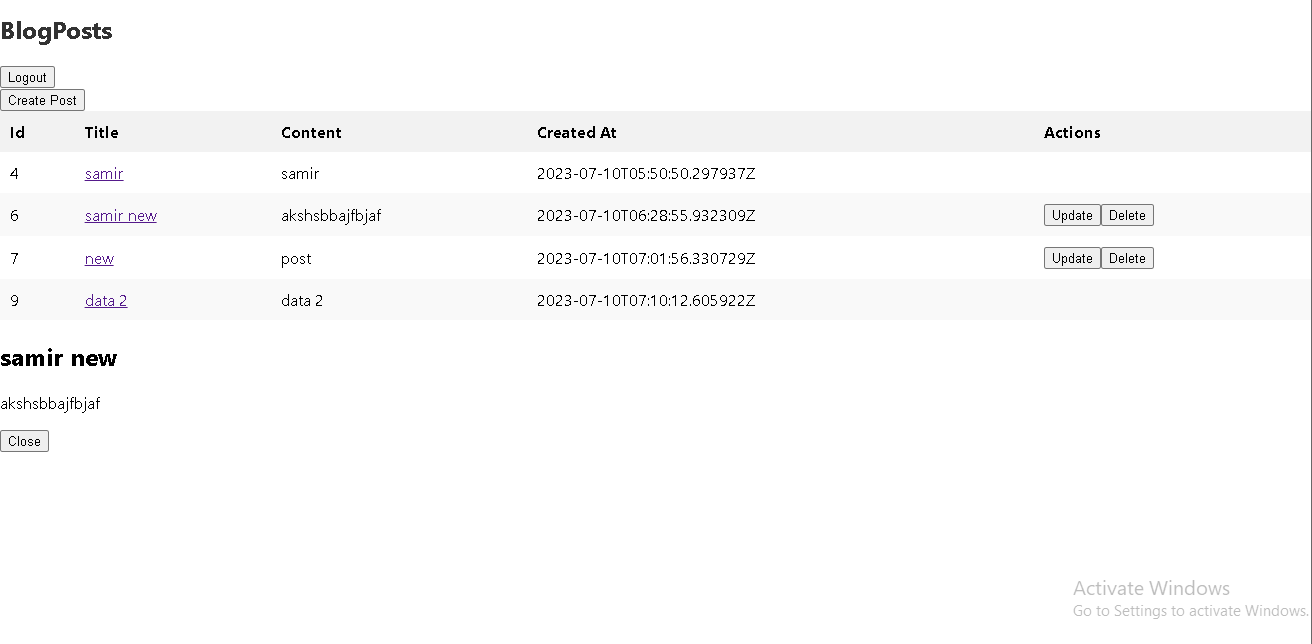 BlogPosts
Logout
Create Post
Id Title Content Created At Actions
4 samir samir 2023-07-10T05:50:50.297937Z
6 samir new akshsbbajfbjaf 2023-07-10T06:28:55.932309Z Update Delete
7 new post 2023-07-10T07:01:56.330729Z Update Delete
9 data 2 data 2 2023-07-10T07:10:12.605922Z
samir new
akshsbbajfbjaf
Close
Activate Windows
Go to Settings to activate Windows.